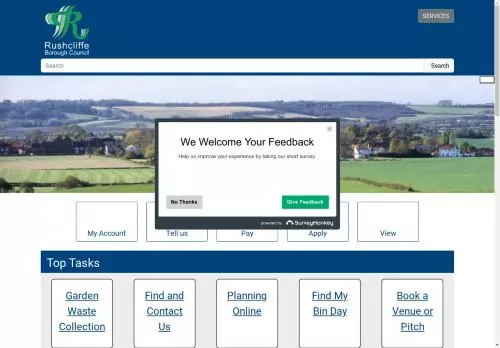 Rushcliffe
Borough Council
SERVICES
Search
Search
We Welcome Your Feedback
Help us improve your experience by taking our short survey.
No Thanks
Give Feedback
powered by SurveyMonkey
My Account
Tell us
Pay
Apply
View
Top Tasks
Garden
Waste
Collection
Find and
Contact
Us
Planning
Online
Find My
Bin Day
Book a
Venue or
Pitch